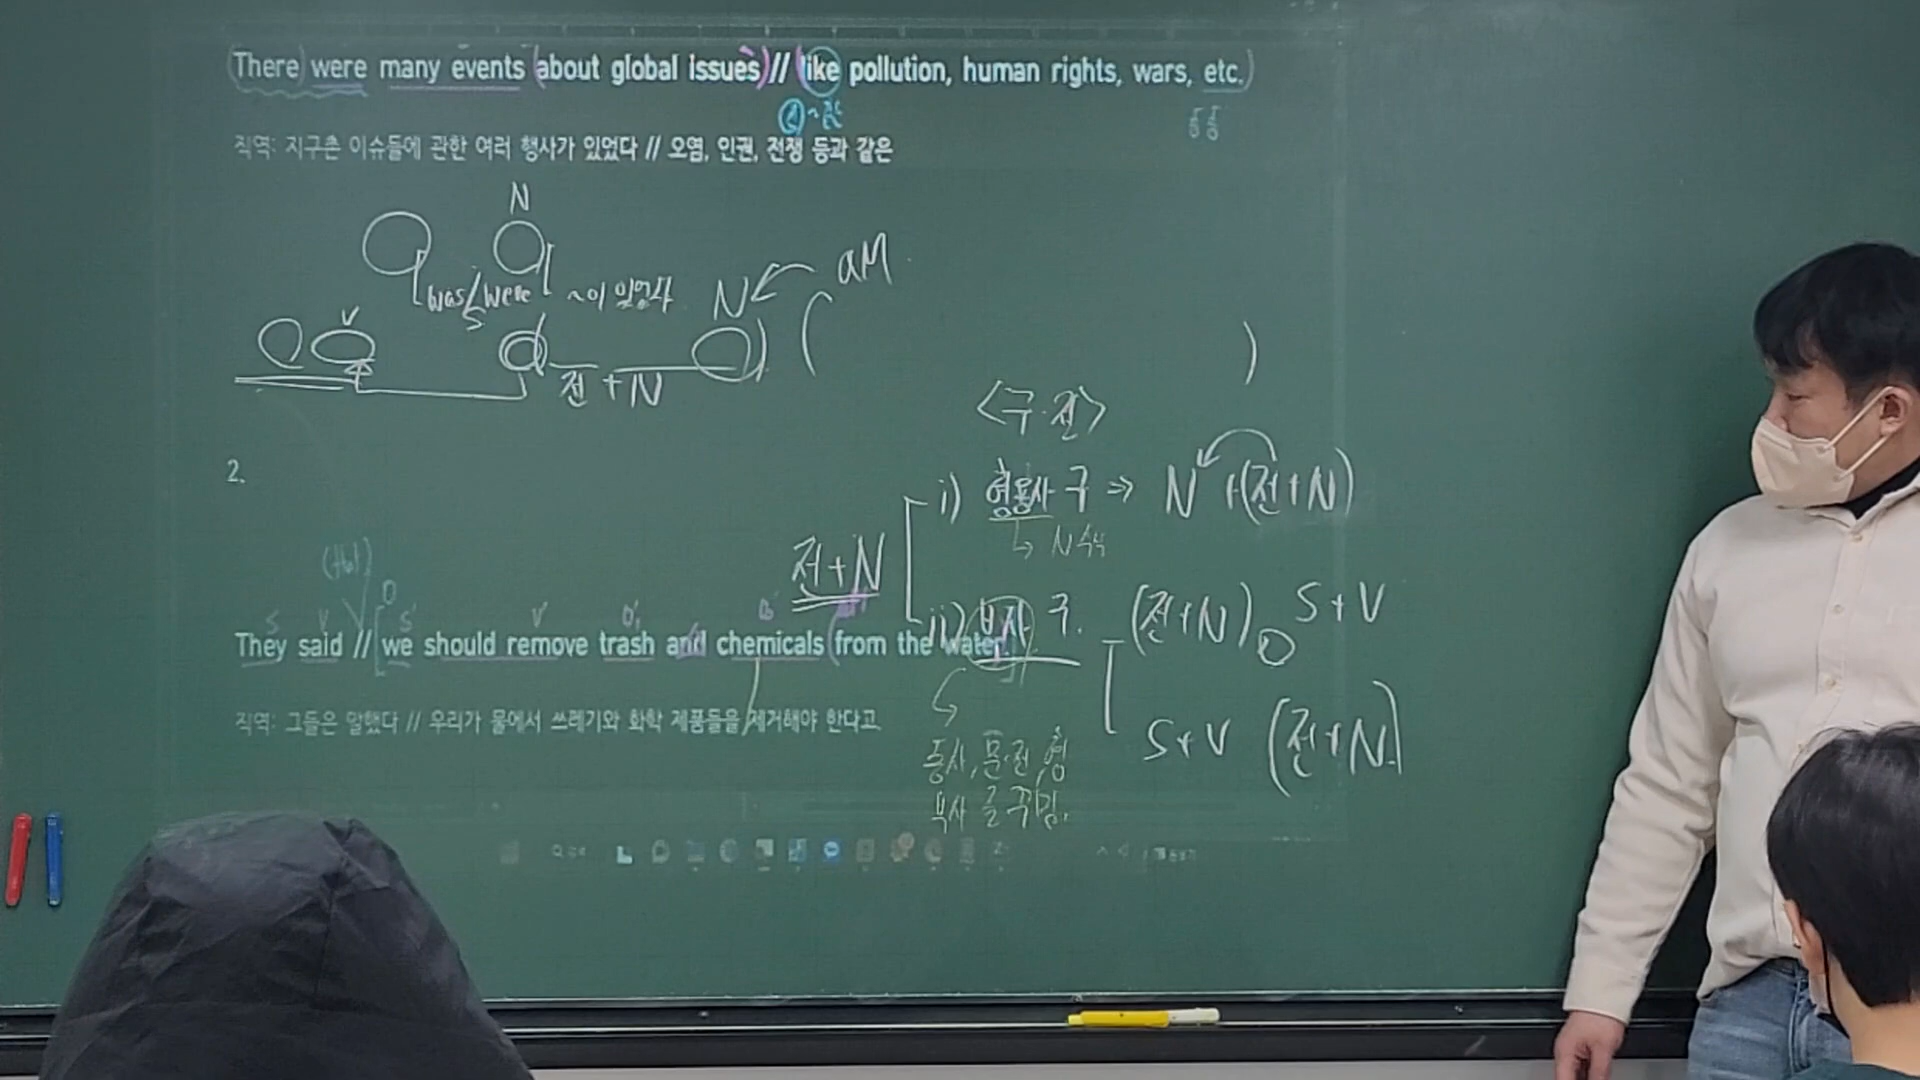 There were many events (about global issues) // (like pollution, human rights, wars, etc.)
전 ~같은
등등
직역: 지구촌 이슈들에 관한 여러 행사가 있었다 // 오염, 인권, 전쟁 등과 같은
N
was/were ~이 있었다 N
V S
전 + N
<구·전>
2.
i) 형용사 구 ⇒ N + (전+N)
↳ N 수식
전+N
ii) 부사 구. (전+N), S+V
S+V (전+N)
(that)
S V O S' V' O'
They said // [we should remove trash and chemicals (from the water.)]
직역: 그들은 말했다 // 우리가 물에서 쓰레기와 화학 제품들을 제거해야 한다고
동사, 문전, 형
부사 를 꾸밈.